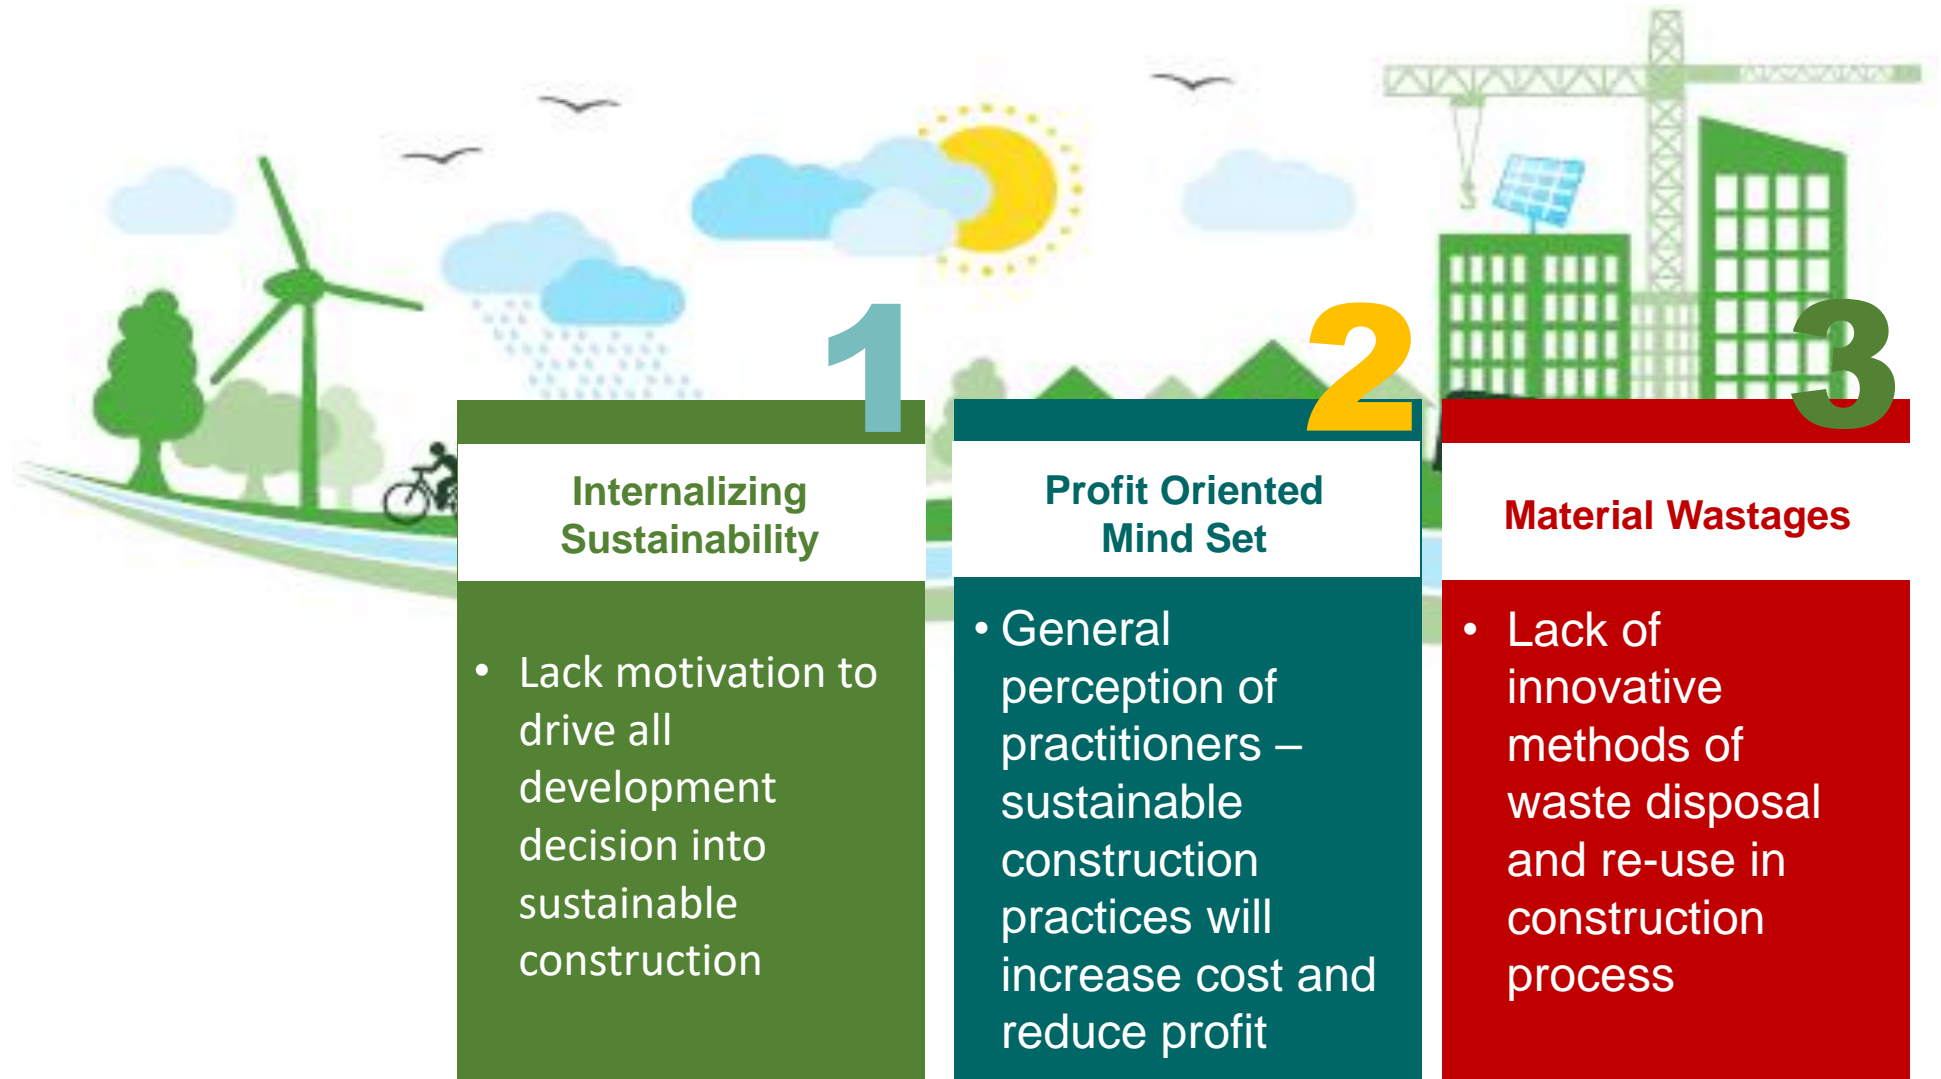 1
Internalizing
Sustainability
• Lack motivation to
drive all
development
decision into
sustainable
construction
2
Profit Oriented
Mind Set
• General
perception of
practitioners –
sustainable
construction
practices will
increase cost and
reduce profit
3
Material Wastages
• Lack of
innovative
methods of
waste disposal
and re-use in
construction
process